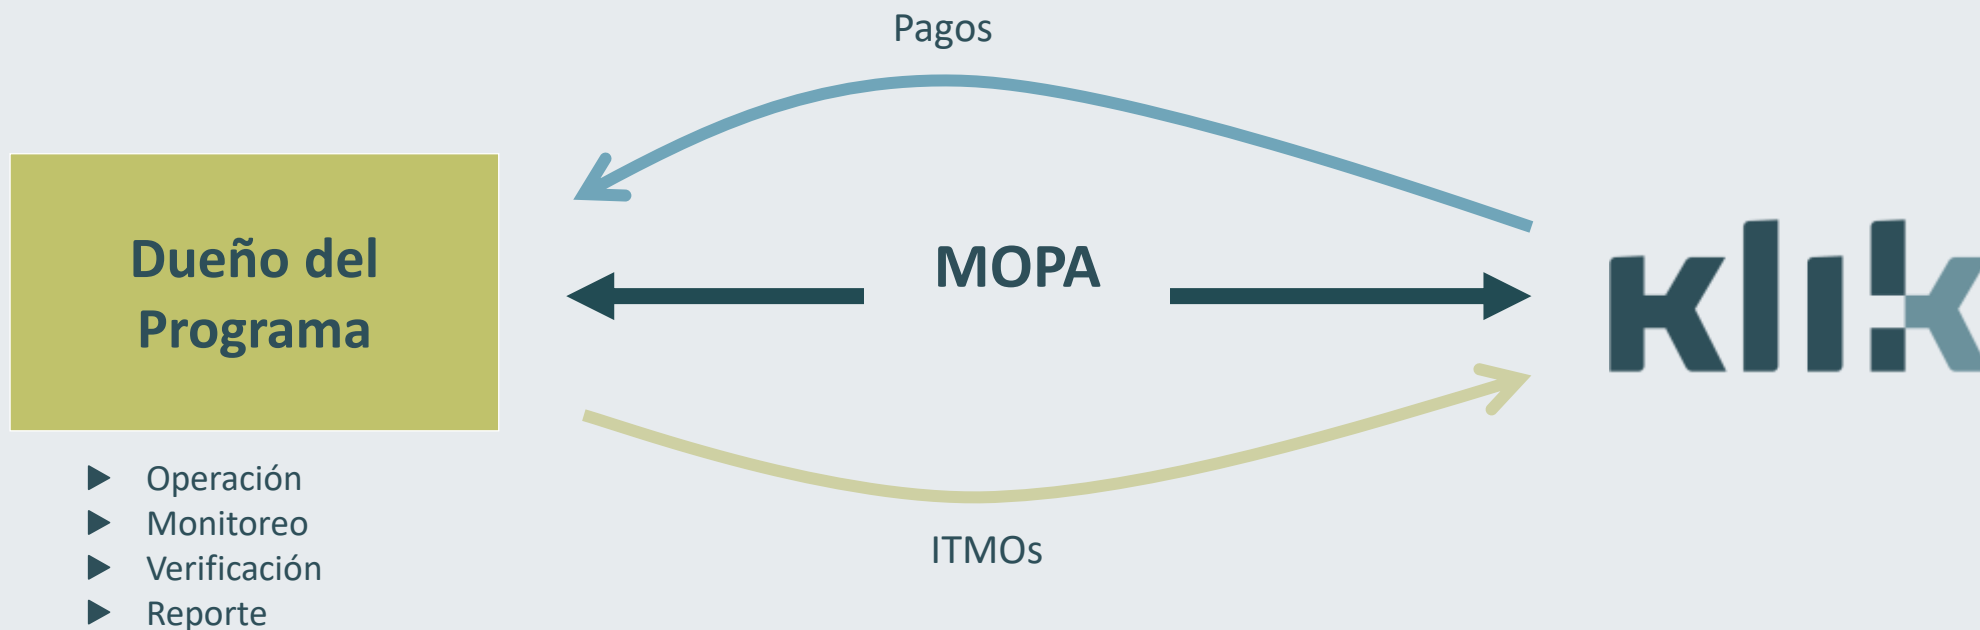 Pagos
Dueño del
Programa
MOPA
klik
Operación
Monitoreo
Verificación
Reporte
ITMOs